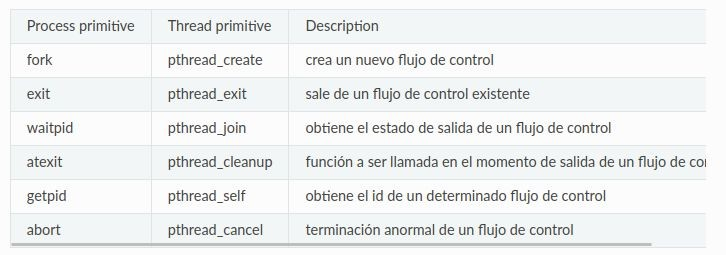 Process primitive Thread primitive Description
fork pthread_create crea un nuevo flujo de control
exit pthread_exit sale de un flujo de control existente
waitpid pthread_join obtiene el estado de salida de un flujo de control
atexit pthread_cleanup función a ser llamada en el momento de salida de un flujo de
getpid pthread_self obtiene el id de un determinado flujo de control
abort pthread_cancel terminación anormal de un flujo de control